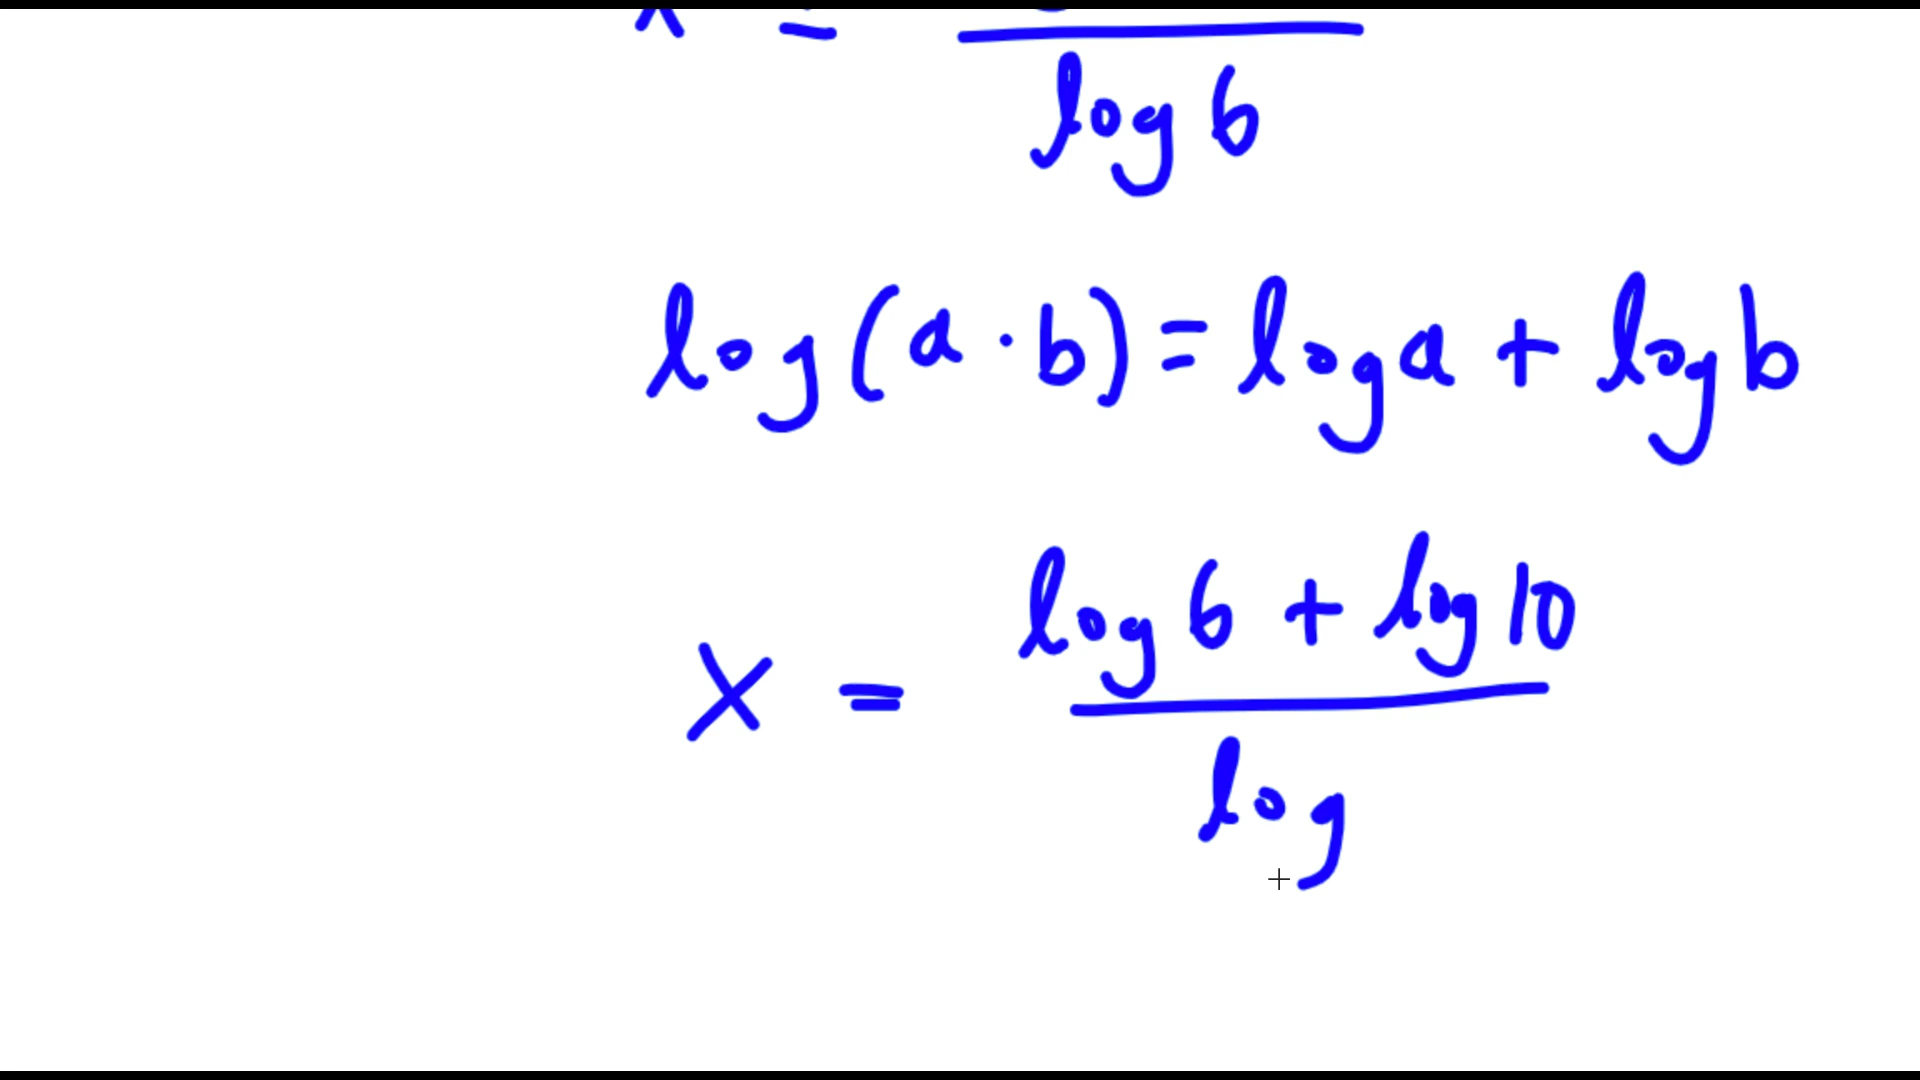 x =
log 6
log(a · b) = log a + log b
log 6 + log 10
x =
log